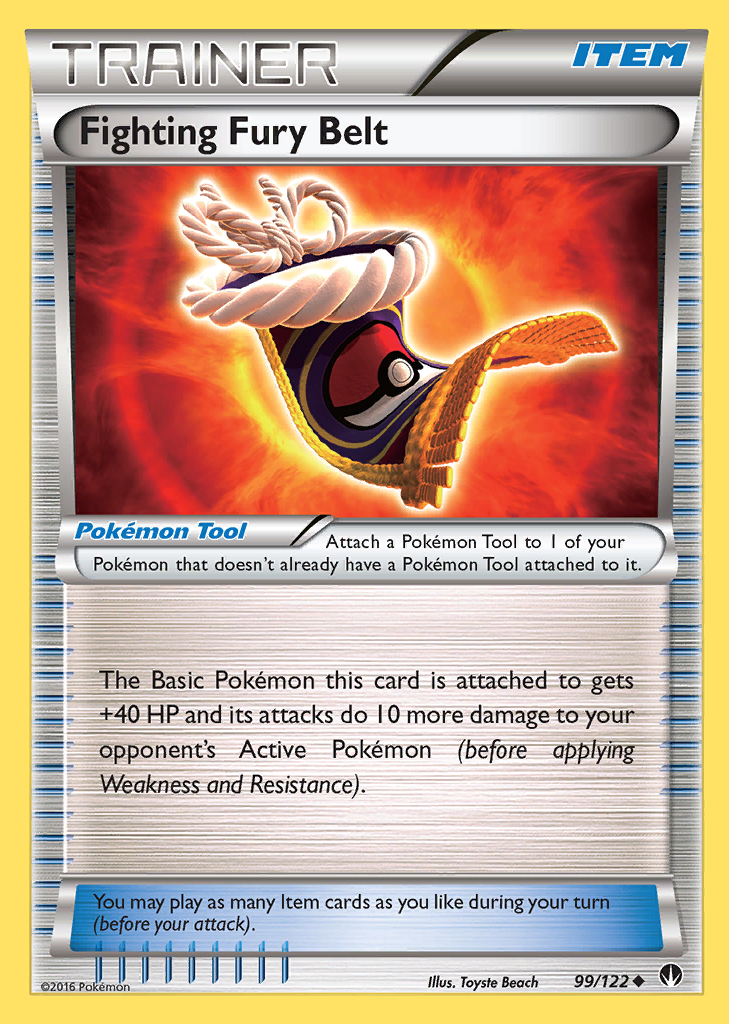 TRAINER
ITEM
Fighting Fury Belt
Pokémon Tool
Attach a Pokémon Tool to 1 of your
Pokémon that doesn't already have a Pokémon Tool attached to it.
The Basic Pokémon this card is attached to gets
+40 HP and its attacks do 10 more damage to your
opponent's Active Pokémon (before applying
Weakness and Resistance).
You may play as many Item cards as you like during your turn
(before your attack).
©2016 Pokémon
Illus. Toyste Beach
99/122